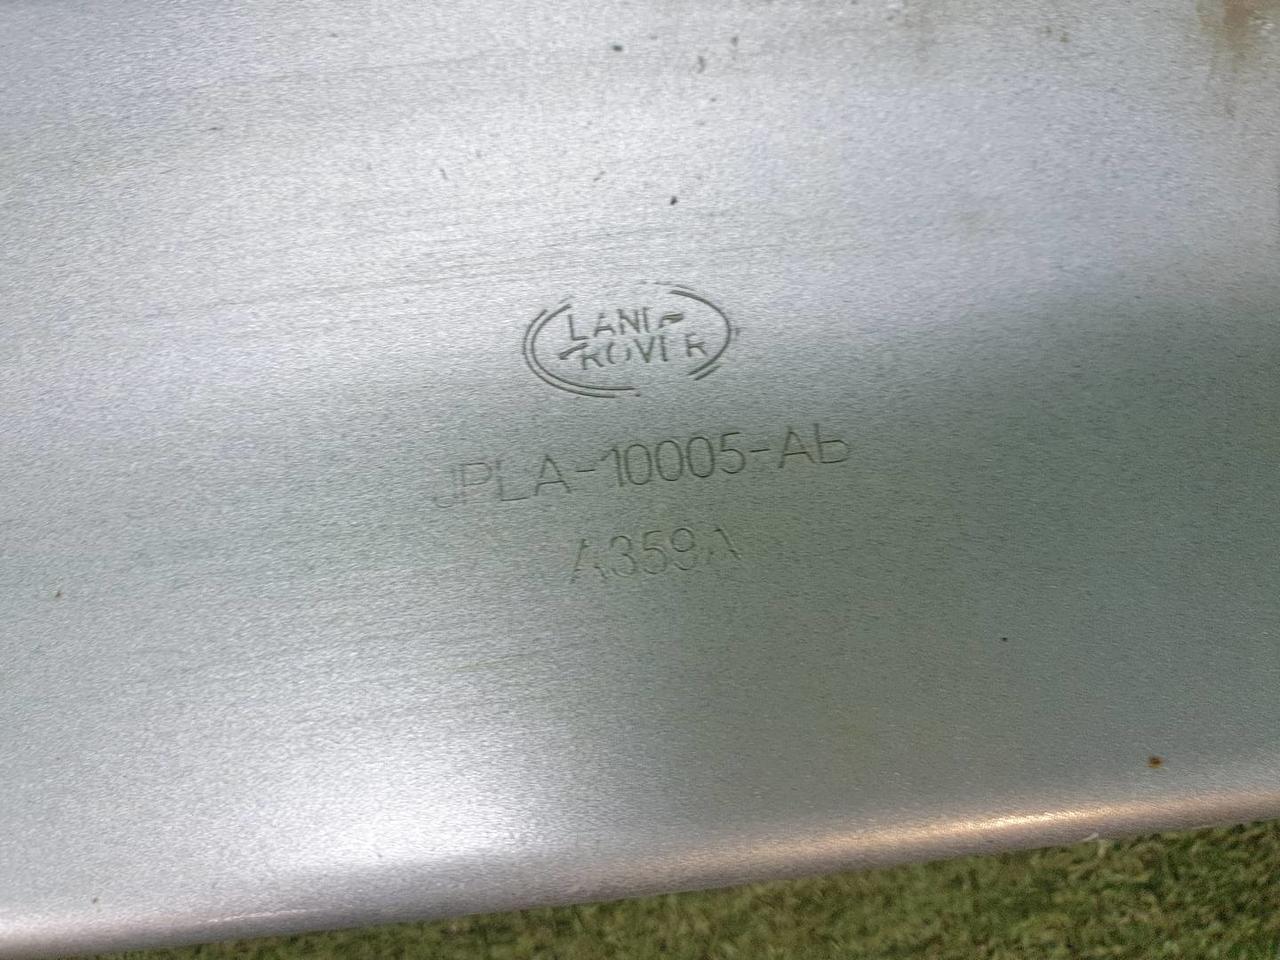 LAND
ROVER
JPLA-10005-AB
A359A